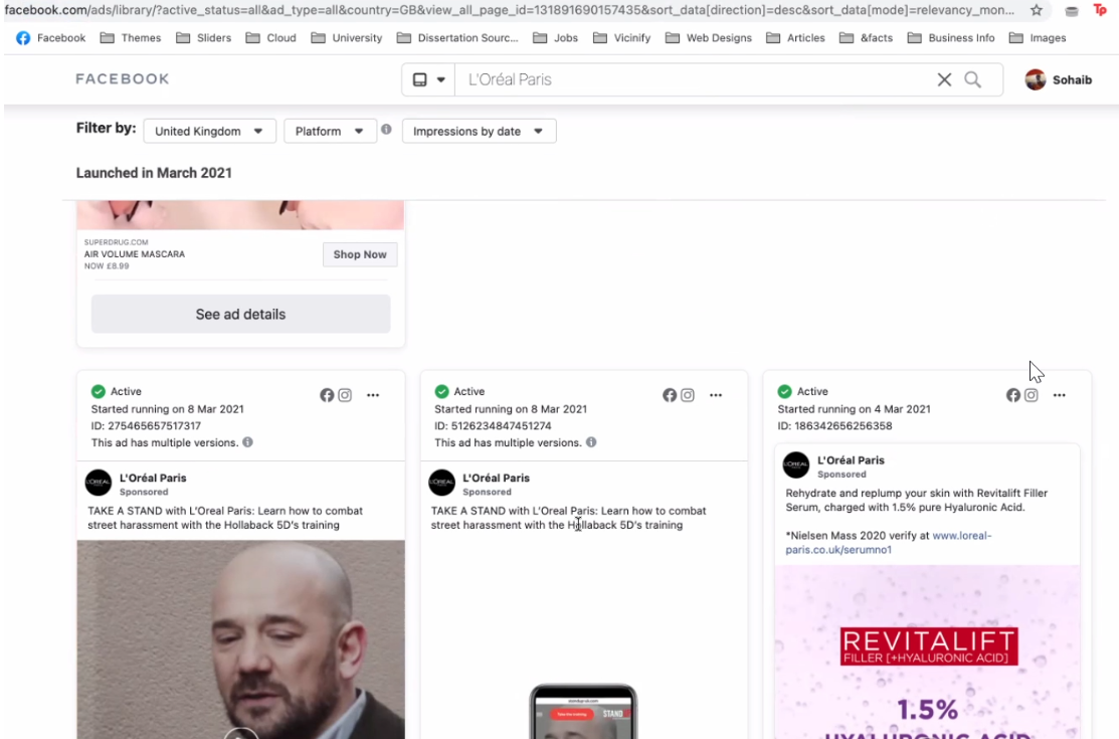 facebook.com/ads/library/?active_status=all&ad_type=all&country=GB&view_all_page_id=131891690157435&sort_data[direction]=desc&sort_data[mode]=relevancy_mon...
Tp
Facebook Themes Sliders Cloud University Dissertation Sourc... Jobs Vicinify Web Designs Articles &facts Business Info Images
FACEBOOK
L'Oréal Paris
Sohaib
Filter by: United Kingdom Platform Impressions by date
Launched in March 2021
SUPERDRUG.COM
AIR VOLUME MASCARA
NOW £8.99
Shop Now
See ad details
Active
Started running on 8 Mar 2021
ID: 275465657517317
This ad has multiple versions.
L'Oréal Paris
Sponsored
TAKE A STAND with L'Oreal Paris: Learn how to combat
street harassment with the Hollaback 5D's training
Active
Started running on 8 Mar 2021
ID: 5126234847451274
This ad has multiple versions.
L'Oréal Paris
Sponsored
TAKE A STAND with L'Oreal Paris: Learn how to combat
street harassment with the Hollaback 5D's training
Take the training
STAND
Active
Started running on 4 Mar 2021
ID: 186342656256358
L'Oréal Paris
Sponsored
Rehydrate and replump your skin with Revitalift Filler
Serum, charged with 1.5% pure Hyaluronic Acid.
*Nielsen Mass 2020 verify at www.loreal-
paris.co.uk/serumno1
REVITALIFT
FILLER [+HYALURONIC ACID]
1.5%
HYALURONIC ACID